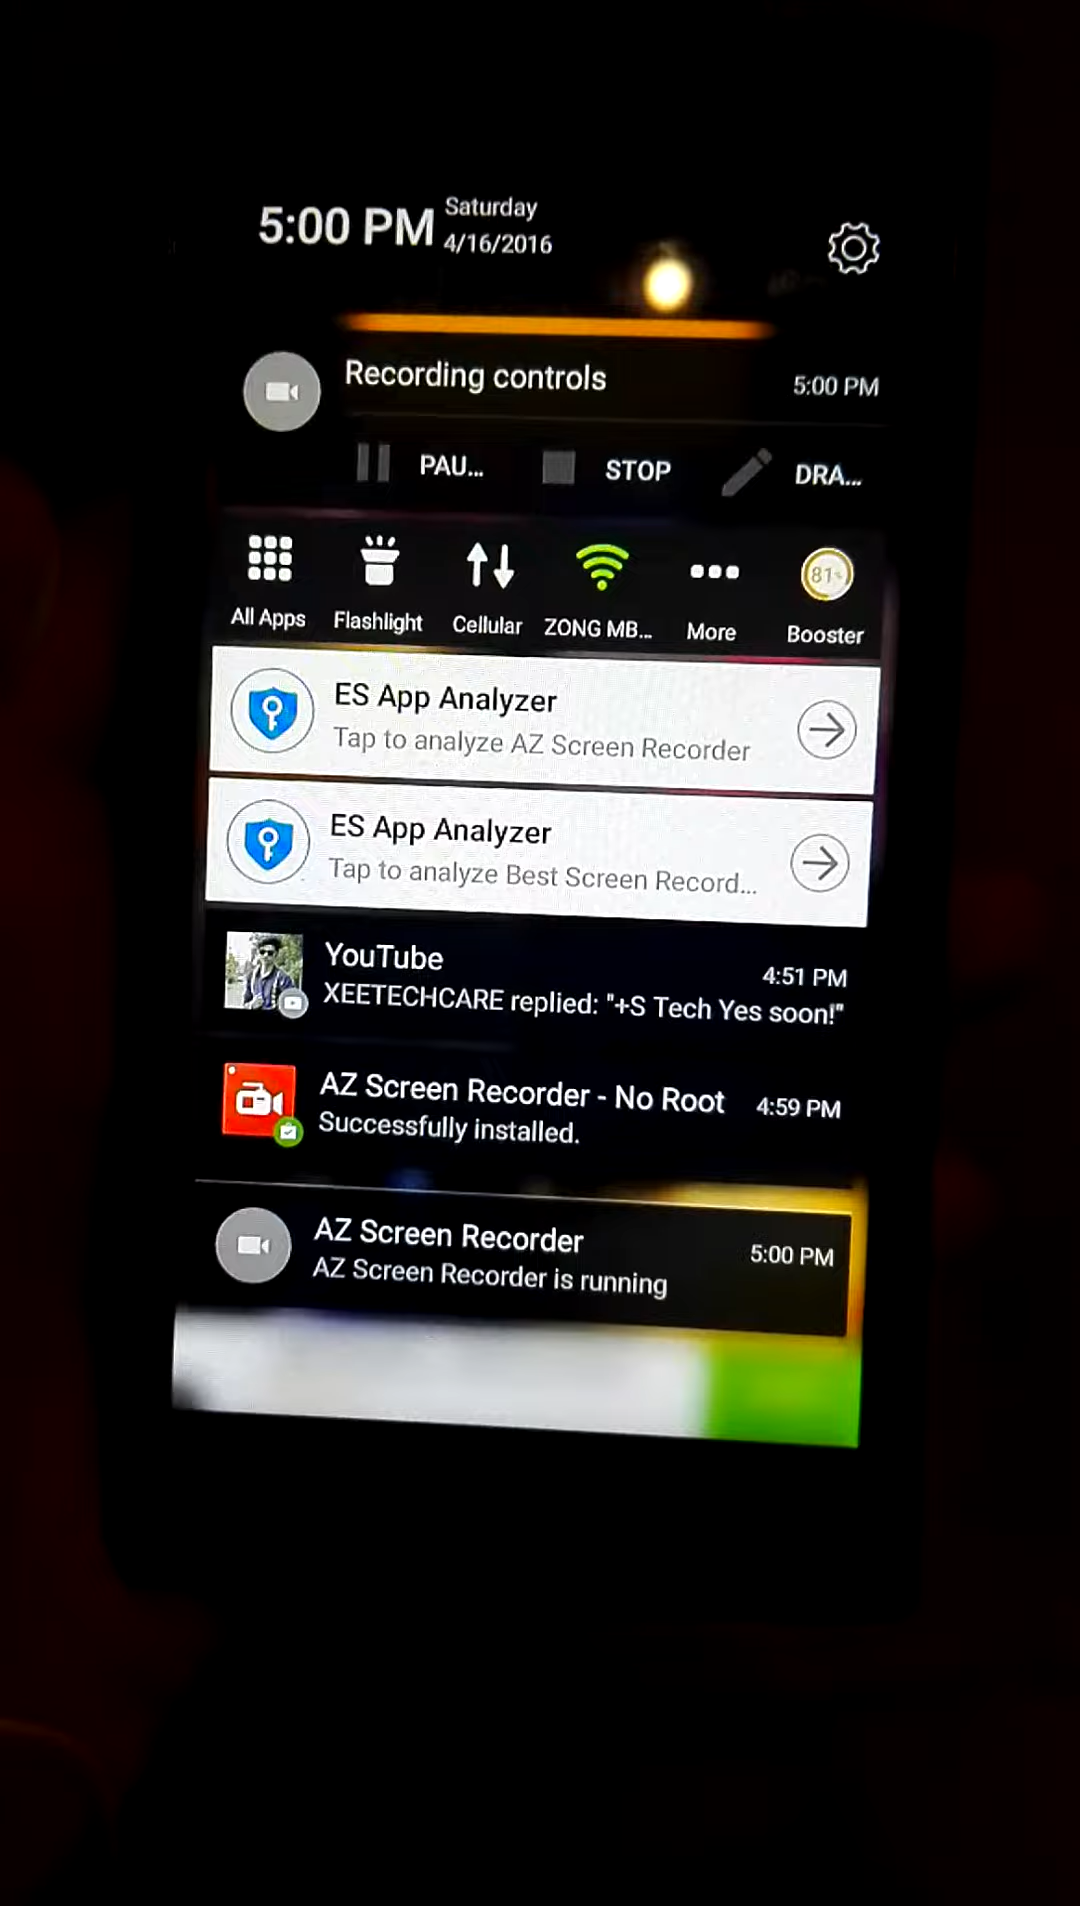 5:00 PM
Saturday
4/16/2016
Recording controls
5:00 PM
PAU...
STOP
DRA...
81%
All Apps
Flashlight
Cellular
ZONG MB...
More
Booster
ES App Analyzer
Tap to analyze AZ Screen Recorder
ES App Analyzer
Tap to analyze Best Screen Record...
YouTube
4:51 PM
XEETECHCARE replied: "+S Tech Yes soon!"
AZ Screen Recorder - No Root
4:59 PM
Successfully installed.
AZ Screen Recorder
5:00 PM
AZ Screen Recorder is running